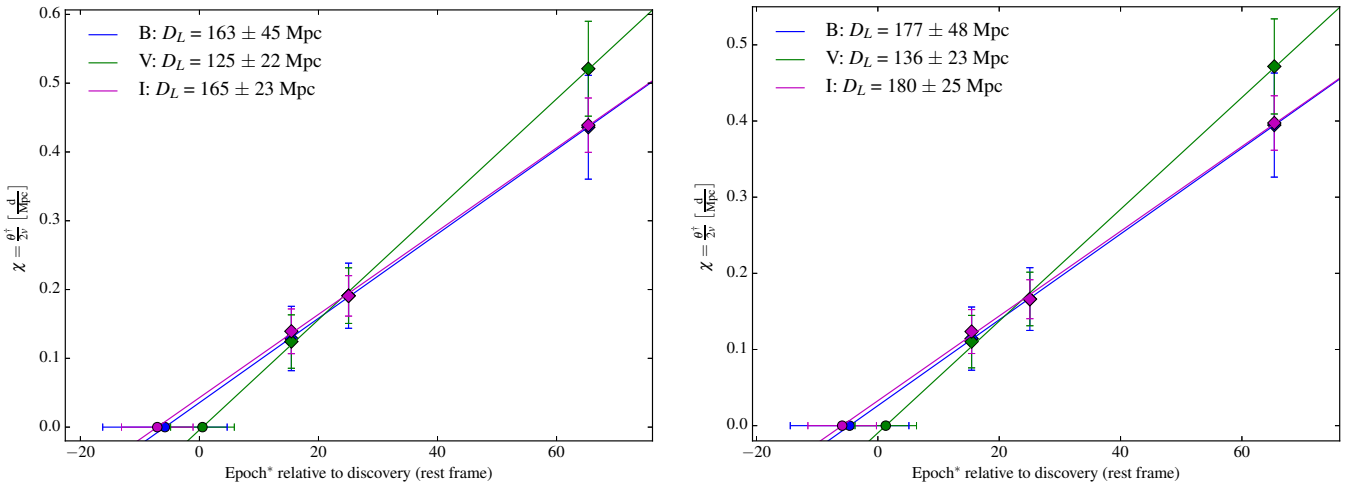 0.6
0.5
0.4
0.3
0.2
0.1
0.0
−20
0
20
40
60
B: D_L = 163 ± 45 Mpc
V: D_L = 125 ± 22 Mpc
I: D_L = 165 ± 23 Mpc
χ = θ†/2v [d/Mpc]
Epoch* relative to discovery (rest frame)
0.5
0.4
0.3
0.2
0.1
0.0
−20
0
20
40
60
B: D_L = 177 ± 48 Mpc
V: D_L = 136 ± 23 Mpc
I: D_L = 180 ± 25 Mpc
χ = θ†/2v [d/Mpc]
Epoch* relative to discovery (rest frame)